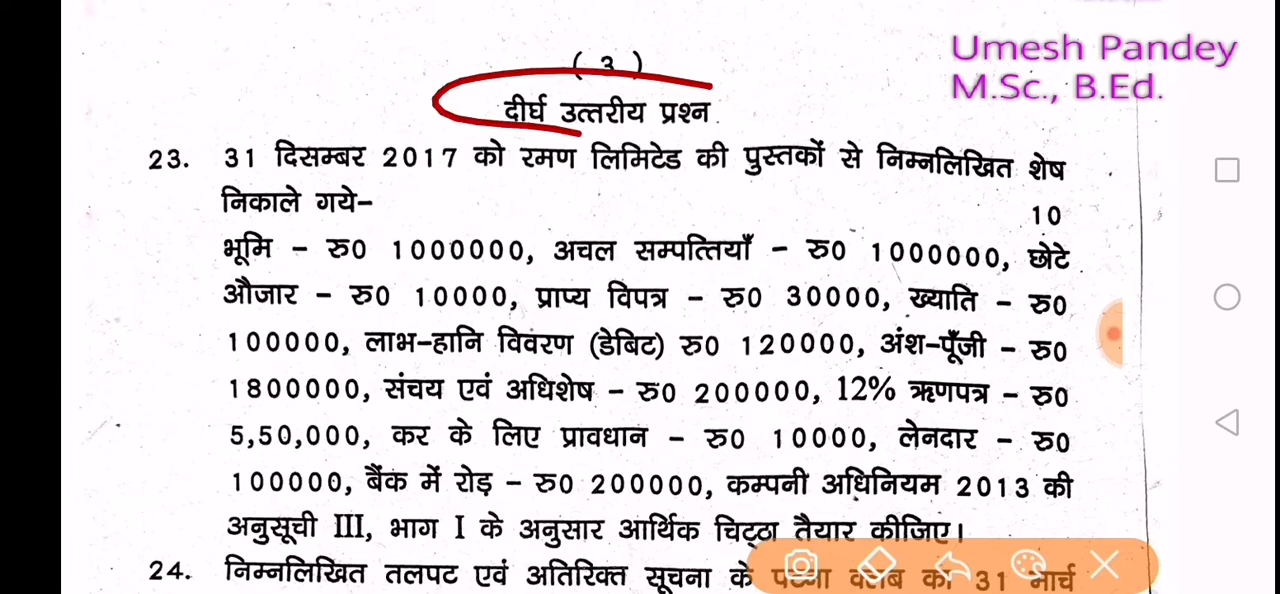 Umesh Pandey
M.Sc., B.Ed.
( 3 )
दीर्घ उत्तरीय प्रश्न
23. 31 दिसम्बर 2017 को रमण लिमिटेड की पुस्तकों से निम्नलिखित शेष
निकाले गये-
10
भूमि - रु0 1000000, अचल सम्पत्तियाँ - रु0 1000000, छोटे
औजार - रु0 10000, प्राप्य विपत्र - रु0 30000, ख्याति - रु0
100000, लाभ-हानि विवरण (डेबिट) रु0 120000, अंश-पूँजी - रु0
1800000, संचय एवं अधिशेष - रु0 200000, 12% ऋणपत्र - रु0
5,50,000, कर के लिए प्रावधान - रु0 10000, लेनदार - रु0
100000, बैंक में रोड़ - रु0 200000, कम्पनी अधिनियम 2013 की
अनुसूची III, भाग I के अनुसार आर्थिक चिट्ठा तैयार कीजिए।
24. निम्नलिखित तलपट एवं अतिरिक्त सूचना के 31 मार्च